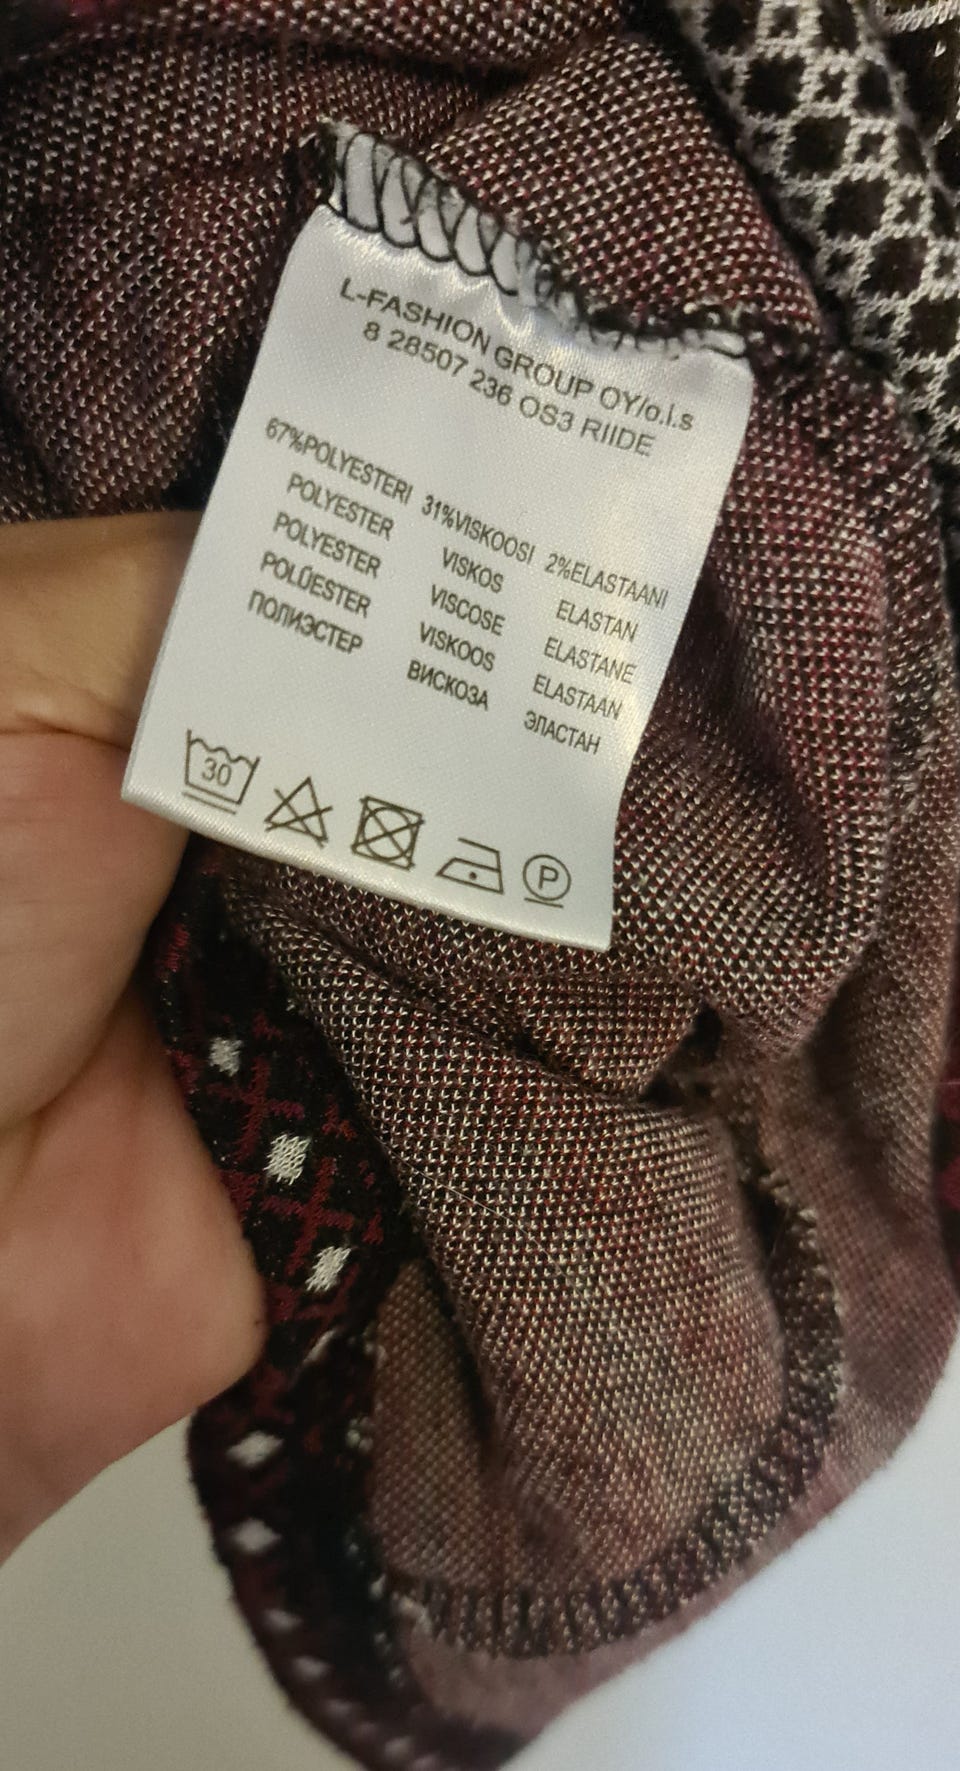 L-FASHION GROUP OY/o.l.s
8 28507 236 OS3 RIIDE
67%POLYESTERI 31%VISKOOSI 2%ELASTAANI
POLYESTER VISKOS ELASTAN
POLYESTER VISCOSE ELASTANE
POLÜESTER VISKOOS ELASTAAN
ПОЛИЭСТЕР ВИСКОЗА ЭЛАСТАН
30 P